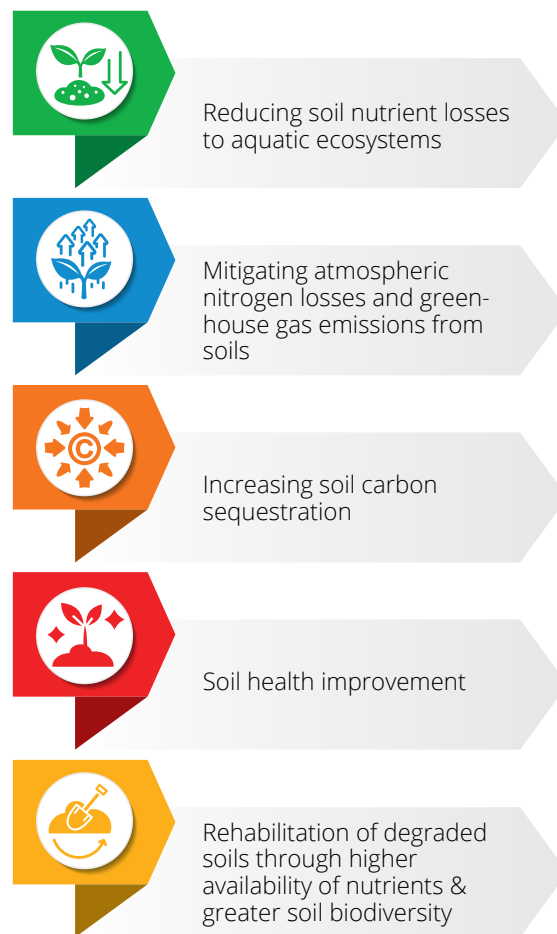 Reducing soil nutrient losses
to aquatic ecosystems
Mitigating atmospheric
nitrogen losses and green-
house gas emissions from
soils
C
Increasing soil carbon
sequestration
Soil health improvement
Rehabilitation of degraded
soils through higher
availability of nutrients &
greater soil biodiversity